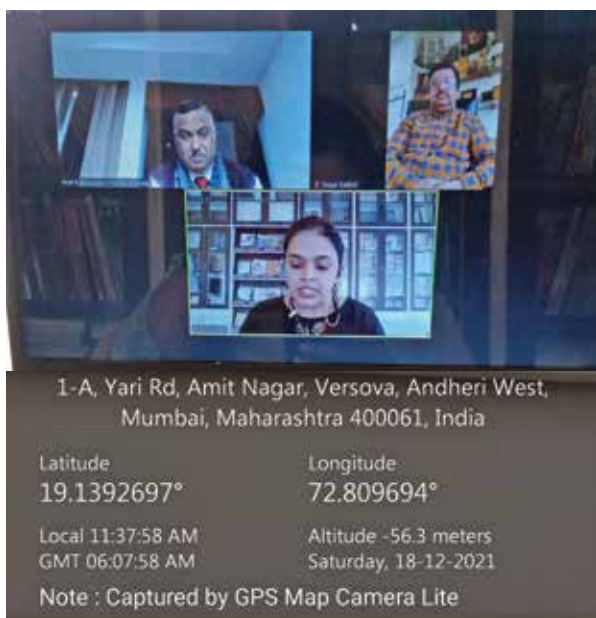 1-A, Yari Rd, Amit Nagar, Versova, Andheri West,
Mumbai, Maharashtra 400061, India
Latitude
19.1392697°
Longitude
72.809694°
Local 11:37:58 AM
GMT 06:07:58 AM
Altitude -56.3 meters
Saturday, 18-12-2021
Note : Captured by GPS Map Camera Lite